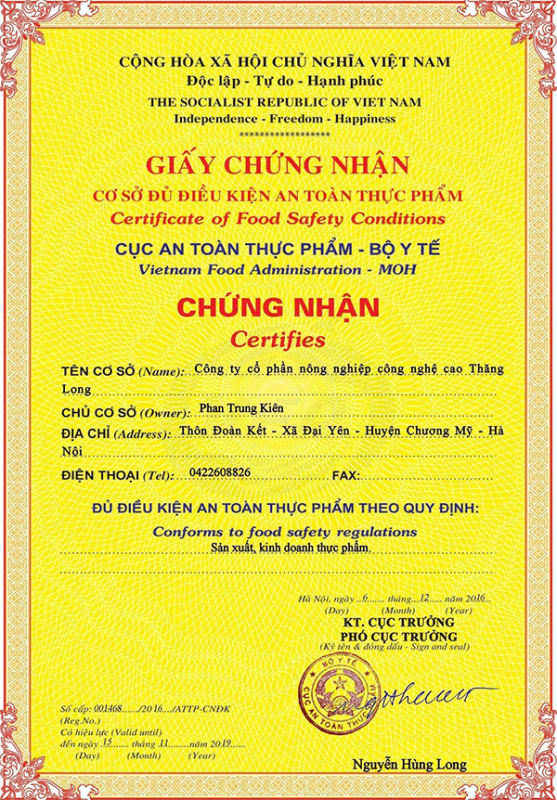 CỘNG HÒA XÃ HỘI CHỦ NGHĨA VIỆT NAM
Độc lập - Tự do - Hạnh phúc
THE SOCIALIST REPUBLIC OF VIET NAM
Independence - Freedom - Happiness
******************
GIẤY CHỨNG NHẬN
CƠ SỞ ĐỦ ĐIỀU KIỆN AN TOÀN THỰC PHẨM
Certificate of Food Safety Conditions
CỤC AN TOÀN THỰC PHẨM - BỘ Y TẾ
Vietnam Food Administration - MOH
CHỨNG NHẬN
Certifies
TÊN CƠ SỞ (Name): Công ty cổ phần nông nghiệp công nghệ cao Thăng
Long
CHỦ CƠ SỞ (Owner): Phan Trung Kiên
ĐỊA CHỈ (Address): Thôn Đoàn Kết - Xã Đại Yên - Huyện Chương Mỹ - Hà
Nội
ĐIỆN THOẠI (Tel): 0422608826 FAX:
ĐỦ ĐIỀU KIỆN AN TOÀN THỰC PHẨM THEO QUY ĐỊNH:
Conforms to food safety regulations
Sản xuất, kinh doanh thực phẩm.
Hà Nội, ngày 6 tháng 12 năm 2016
(Day) (Month) (Year)
KT. CỤC TRƯỞNG
PHÓ CỤC TRƯỞNG
(Ký tên & đóng dấu - Sign and seal)
BỘ Y TẾ
CỤC AN TOÀN THỰC
Số cấp: 001468 /2016 /ATTP-CNĐK
(Reg.No.)
Có hiệu lực (Valid until)
đến ngày 15 tháng 11 năm 2019
(Day) (Month) (Year)
Nguyễn Hùng Long